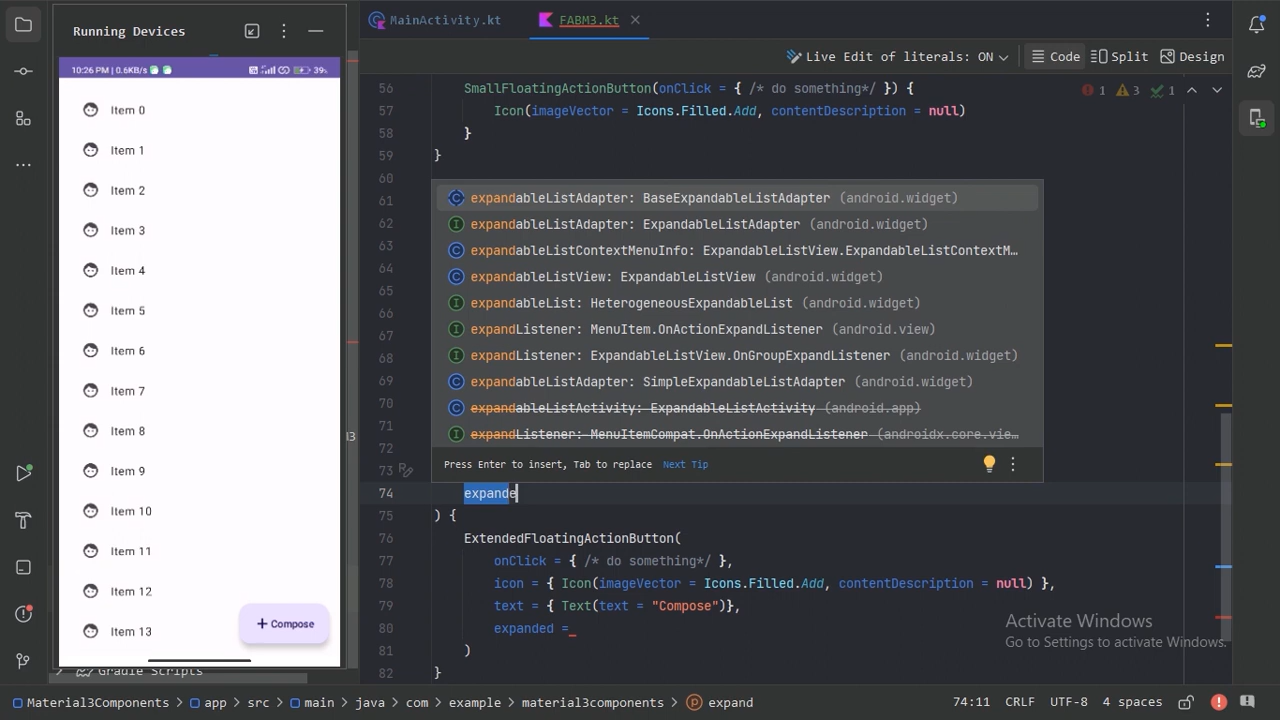 Running Devices
MainActivity.kt
FABM3.kt
Live Edit of literals: ON
Code
Split
Design
10:26 PM | 0.6KB/s
39%
Item 0
Item 1
Item 2
Item 3
Item 4
Item 5
Item 6
Item 7
Item 8
Item 9
Item 10
Item 11
Item 12
Item 13
Compose
Gradle Scripts
1 3 1
56 SmallFloatingActionButton(onClick = { /* do something*/ }) {
57 Icon(imageVector = Icons.Filled.Add, contentDescription = null)
58 }
59 }
60
61
62
63
64
65
66
67
68
69
70
71
72
73
expandableListAdapter: BaseExpandableListAdapter (android.widget)
expandableListAdapter: ExpandableListAdapter (android.widget)
expandableListContextMenuInfo: ExpandableListView.ExpandableListContextM…
expandableListView: ExpandableListView (android.widget)
expandableList: HeterogeneousExpandableList (android.widget)
expandListener: MenuItem.OnActionExpandListener (android.view)
expandListener: ExpandableListView.OnGroupExpandListener (android.widget)
expandableListAdapter: SimpleExpandableListAdapter (android.widget)
expandableListActivity: ExpandableListActivity (android.app)
expandListener: MenuItemCompat.OnActionExpandListener (androidx.core.vie…
Press Enter to insert, Tab to replace Next Tip
74 expande
75 ) {
76 ExtendedFloatingActionButton(
77 onClick = { /* do something*/ },
78 icon = { Icon(imageVector = Icons.Filled.Add, contentDescription = null) },
79 text = { Text(text = "Compose")},
80 expanded =
81 )
82 }
Activate Windows
Go to Settings to activate Windows.
Material3Components > app > src > main > java > com > example > material3components > expand
74:11 CRLF UTF-8 4 spaces